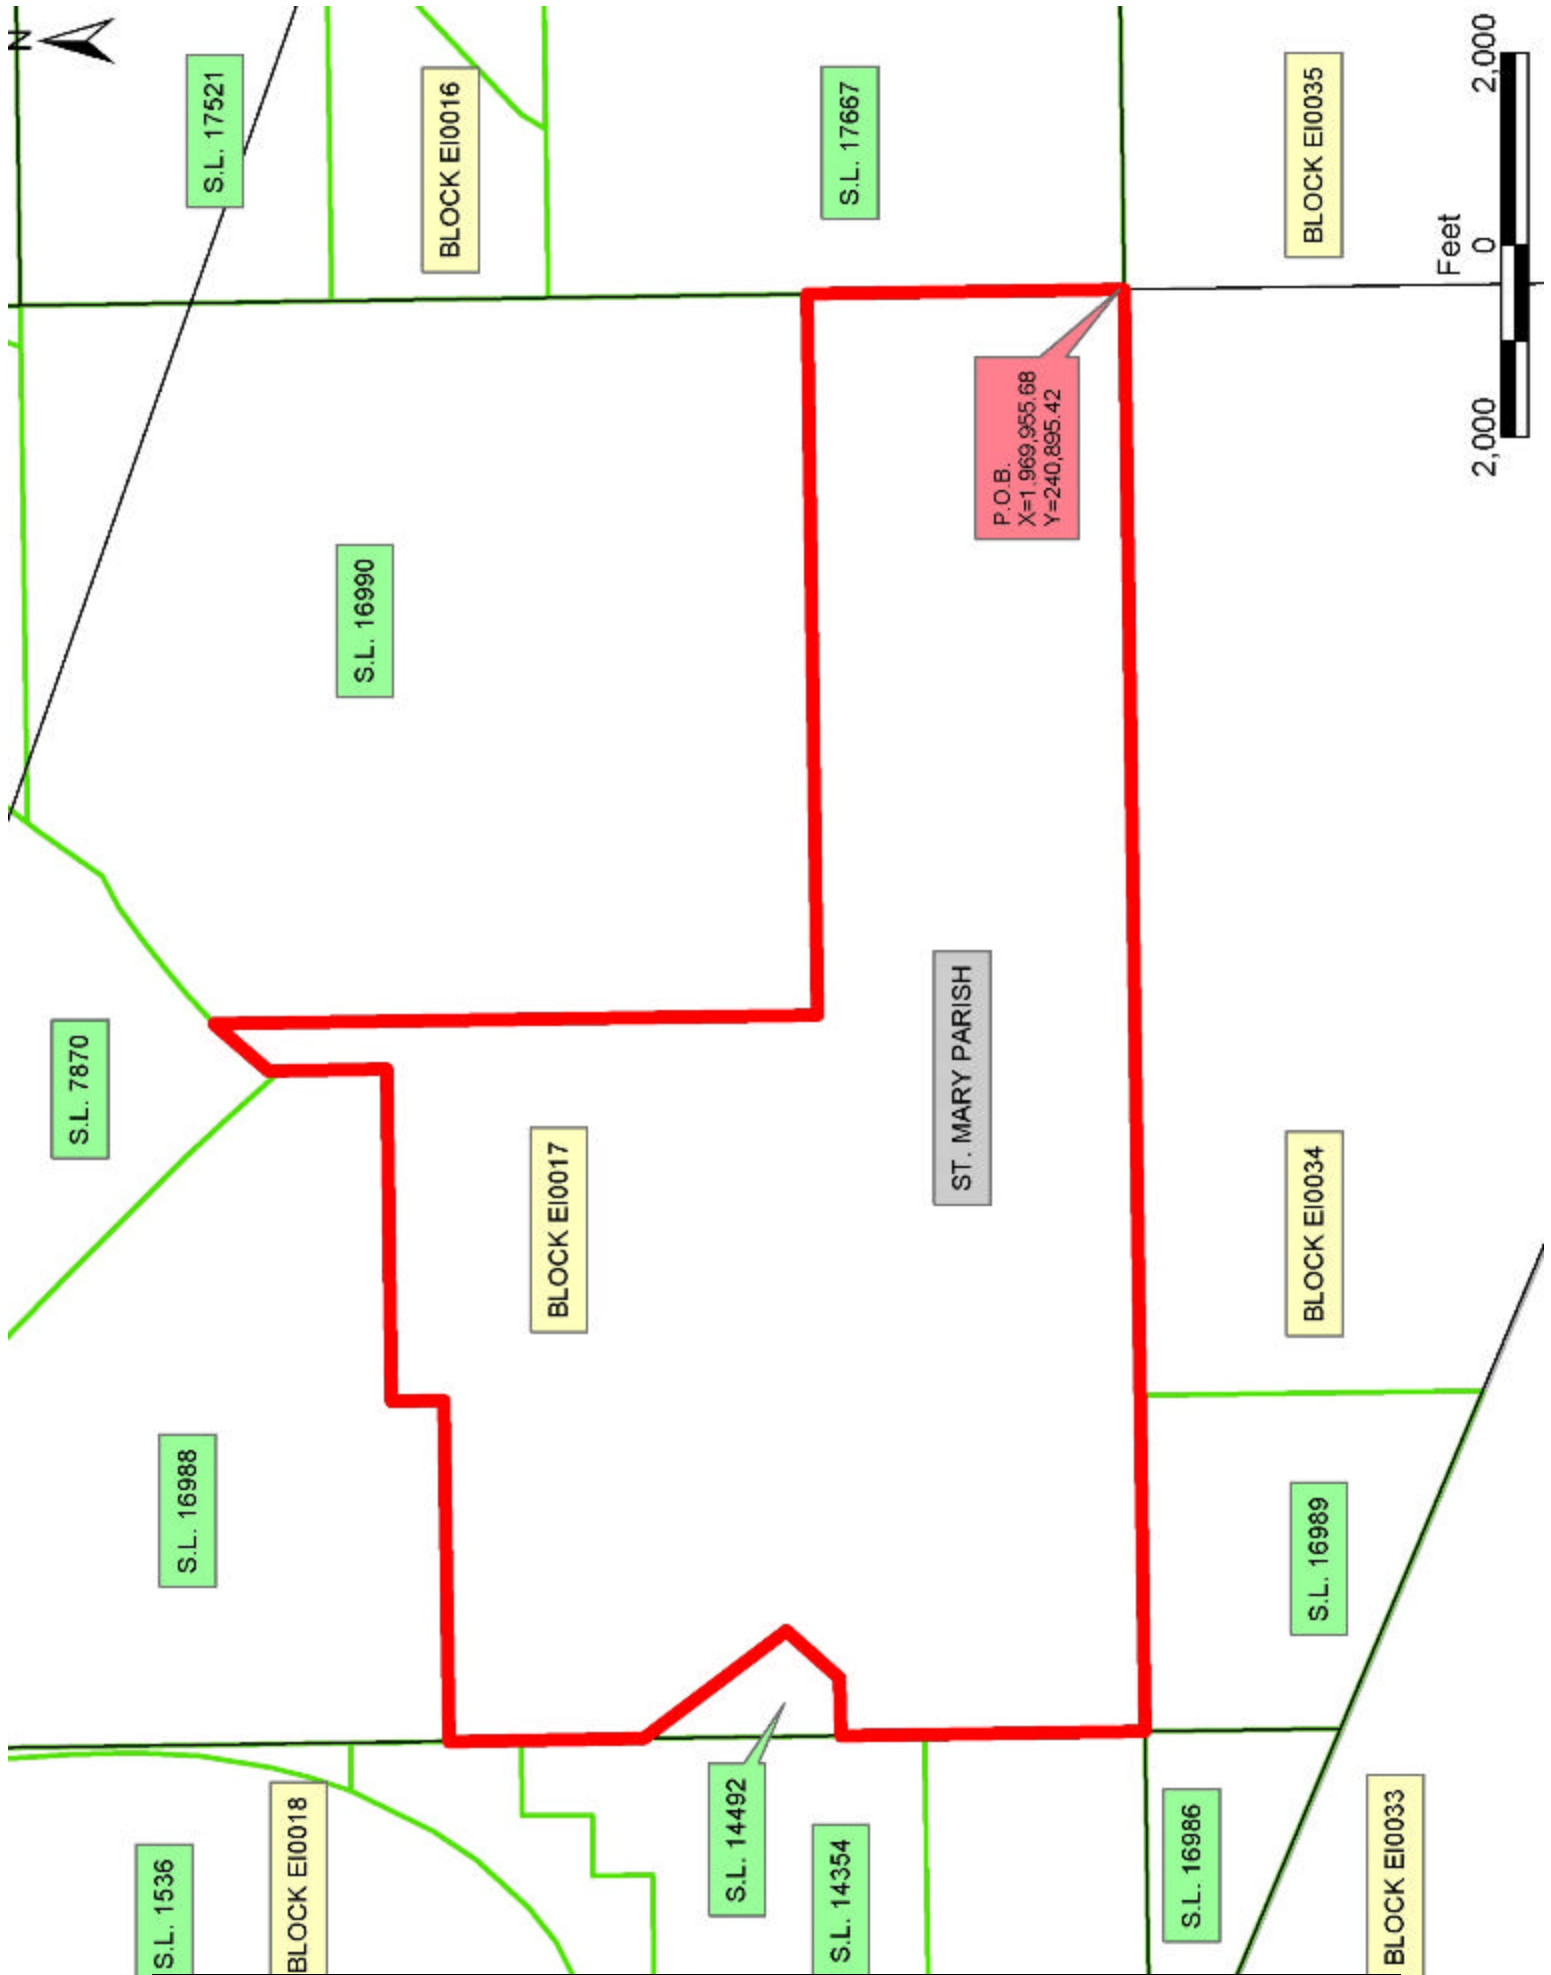 N
S.L. 7870
S.L. 1536
S.L. 16988
S.L. 17521
BLOCK EI0018
S.L. 16990
BLOCK EI0016
BLOCK EI0017
S.L. 14492
S.L. 14354
S.L. 17667
ST. MARY PARISH
P.O.B.
X=1,969,955.68
Y=240,895.42
S.L. 16986
BLOCK EI0034
BLOCK EI0035
S.L. 16989
BLOCK EI0033
Feet
2,000 0 2,000